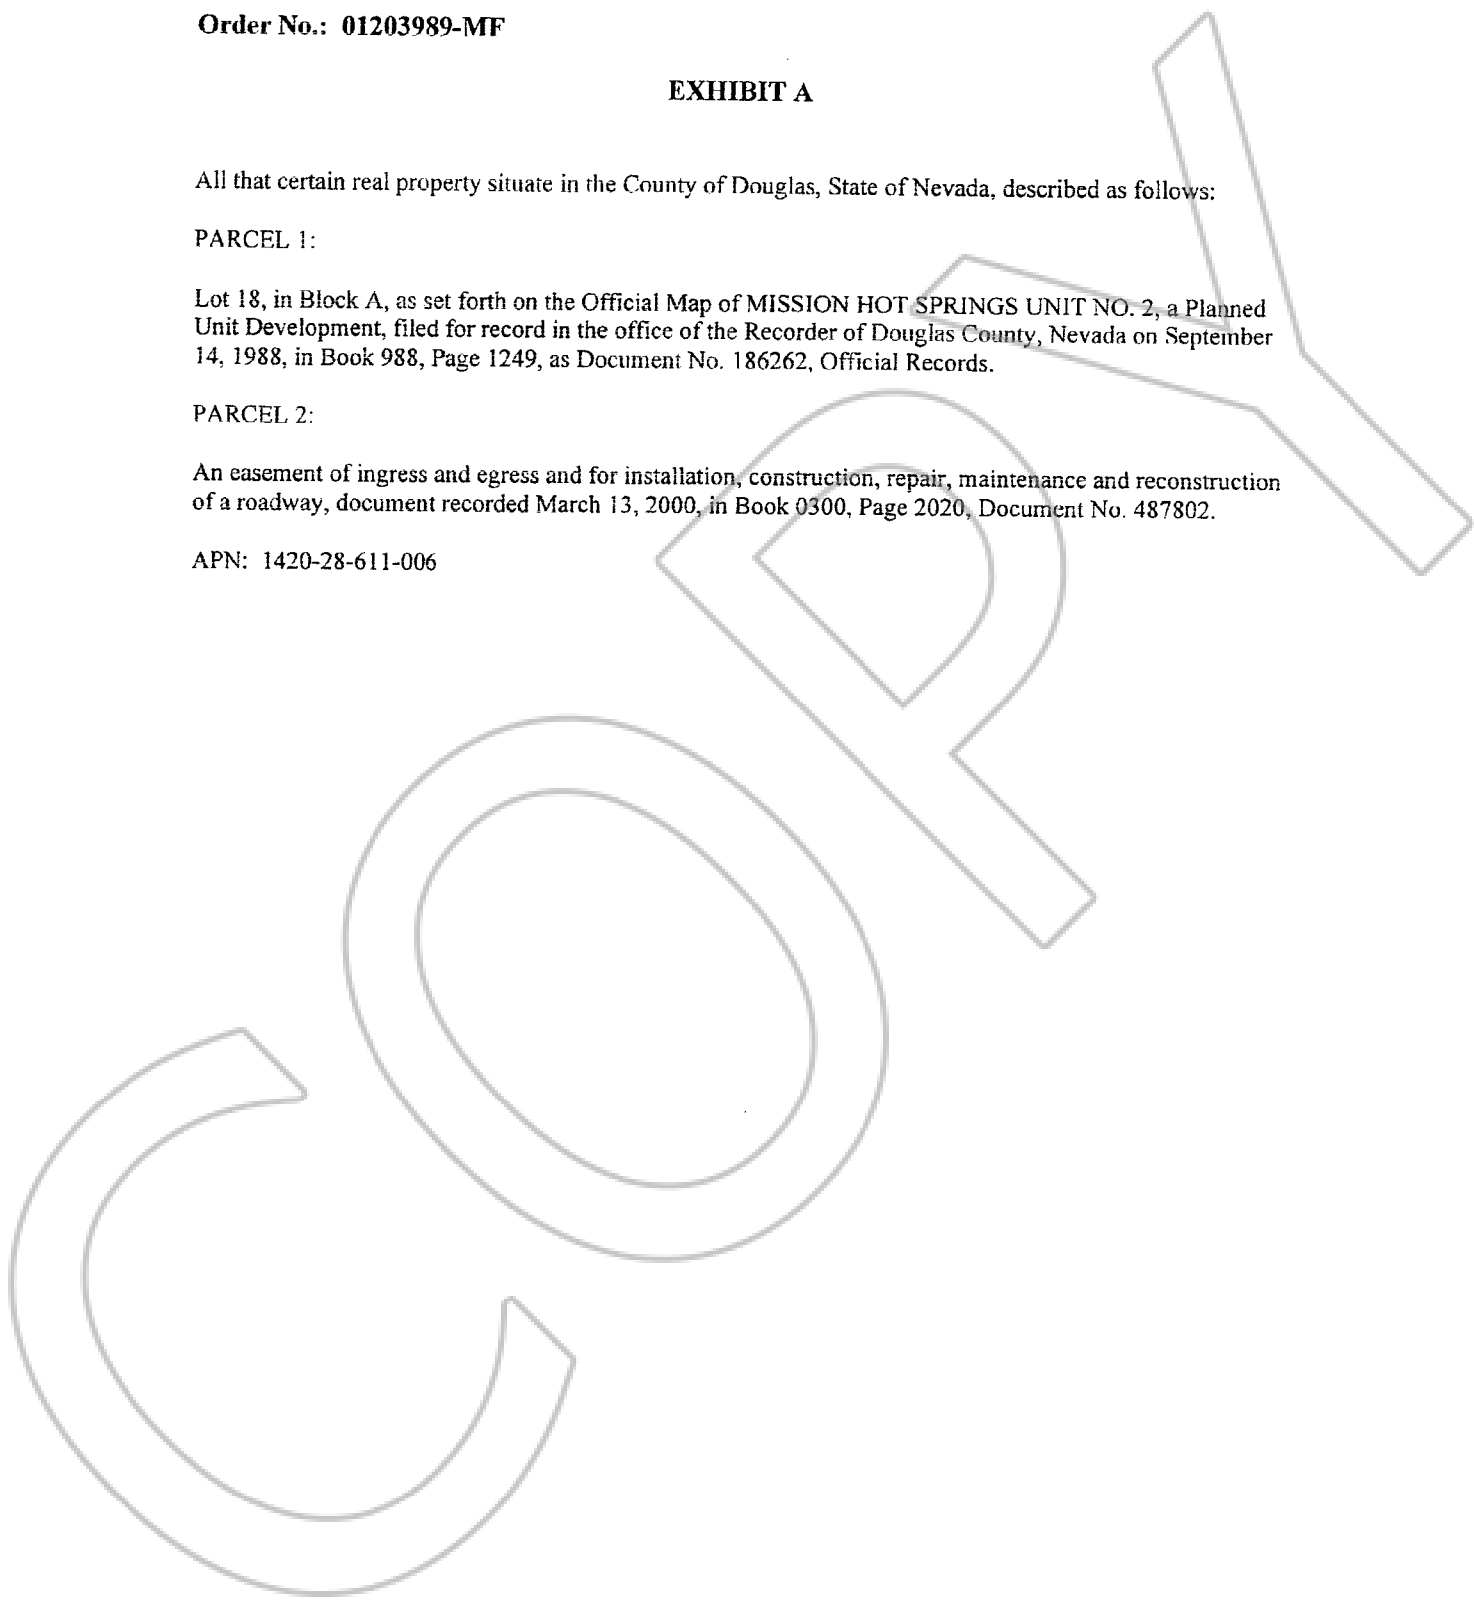 Order No.: 01203989-MF
EXHIBIT A
All that certain real property situate in the County of Douglas, State of Nevada, described as follows:
PARCEL 1:
Lot 18, in Block A, as set forth on the Official Map of MISSION HOT SPRINGS UNIT NO. 2, a Planned
Unit Development, filed for record in the office of the Recorder of Douglas County, Nevada on September
14, 1988, in Book 988, Page 1249, as Document No. 186262, Official Records.
PARCEL 2:
An easement of ingress and egress and for installation, construction, repair, maintenance and reconstruction
of a roadway, document recorded March 13, 2000, in Book 0300, Page 2020, Document No. 487802.
APN: 1420-28-611-006
COPY